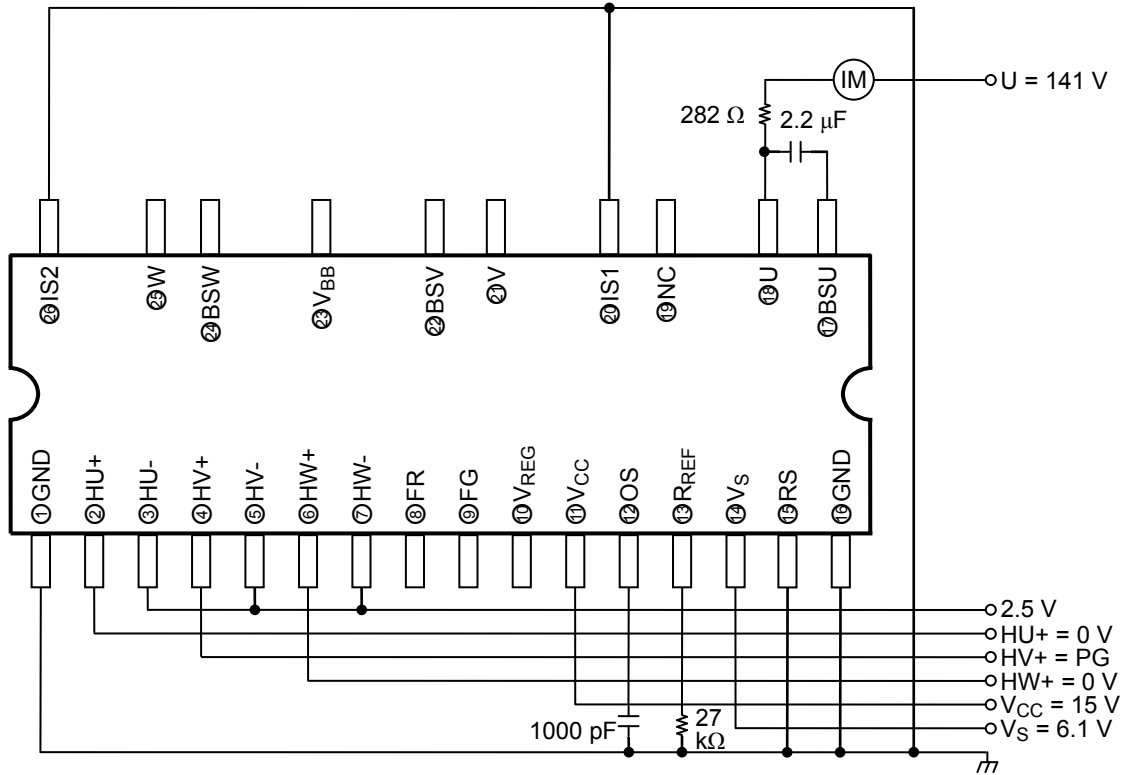 IM
U = 141 V
282 Ω
2.2 μF
㉖IS2
㉕W
㉔BSW
㉓VBB
㉒BSV
㉑V
⑳IS1
⑲NC
⑱U
⑰BSU
①GND
②HU+
③HU-
④HV+
⑤HV-
⑥HW+
⑦HW-
⑧FR
⑨FG
⑩VREG
⑪VCC
⑫OS
⑬RREF
⑭VS
⑮RS
⑯GND
2.5 V
HU+ = 0 V
HV+ = PG
HW+ = 0 V
VCC = 15 V
VS = 6.1 V
1000 pF
27
kΩ